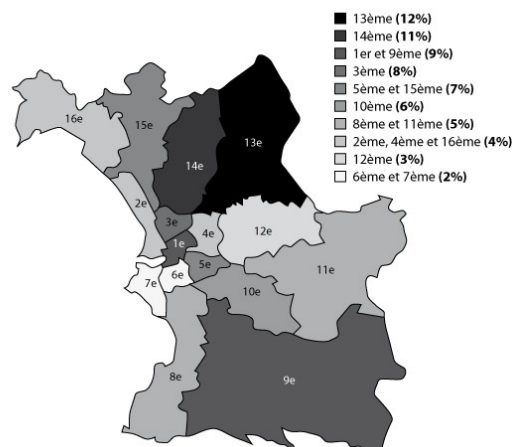 13ème (12%)
14ème (11%)
1er et 9ème (9%)
3ème (8%)
5ème et 15ème (7%)
10ème (6%)
8ème et 11ème (5%)
2ème, 4ème et 16ème (4%)
12ème (3%)
6ème et 7ème (2%)
16e
15e
13e
14e
2e
3e
4e
12e
1e
5e
11e
6e
7e
10e
8e
9e